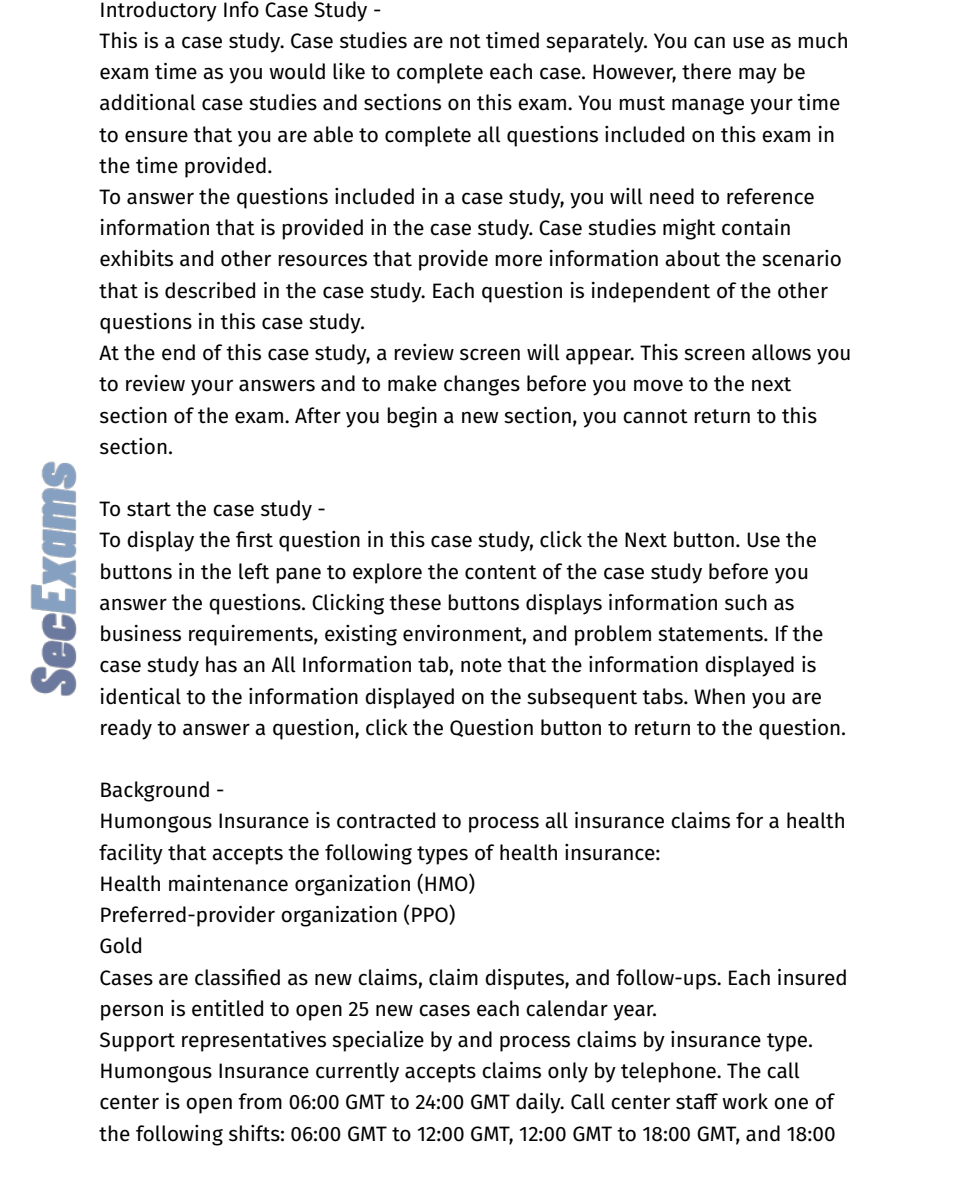 Introductory Info Case Study -
This is a case study. Case studies are not timed separately. You can use as much
exam time as you would like to complete each case. However, there may be
additional case studies and sections on this exam. You must manage your time
to ensure that you are able to complete all questions included on this exam in
the time provided.
To answer the questions included in a case study, you will need to reference
information that is provided in the case study. Case studies might contain
exhibits and other resources that provide more information about the scenario
that is described in the case study. Each question is independent of the other
questions in this case study.
At the end of this case study, a review screen will appear. This screen allows you
to review your answers and to make changes before you move to the next
section of the exam. After you begin a new section, you cannot return to this
section.
SecExams
To start the case study -
To display the first question in this case study, click the Next button. Use the
buttons in the left pane to explore the content of the case study before you
answer the questions. Clicking these buttons displays information such as
business requirements, existing environment, and problem statements. If the
case study has an All Information tab, note that the information displayed is
identical to the information displayed on the subsequent tabs. When you are
ready to answer a question, click the Question button to return to the question.
Background -
Humongous Insurance is contracted to process all insurance claims for a health
facility that accepts the following types of health insurance:
Health maintenance organization (HMO)
Preferred-provider organization (PPO)
Gold
Cases are classified as new claims, claim disputes, and follow-ups. Each insured
person is entitled to open 25 new cases each calendar year.
Support representatives specialize by and process claims by insurance type.
Humongous Insurance currently accepts claims only by telephone. The call
center is open from 06:00 GMT to 24:00 GMT daily. Call center staff work one of
the following shifts: 06:00 GMT to 12:00 GMT, 12:00 GMT to 18:00 GMT, and 18:00